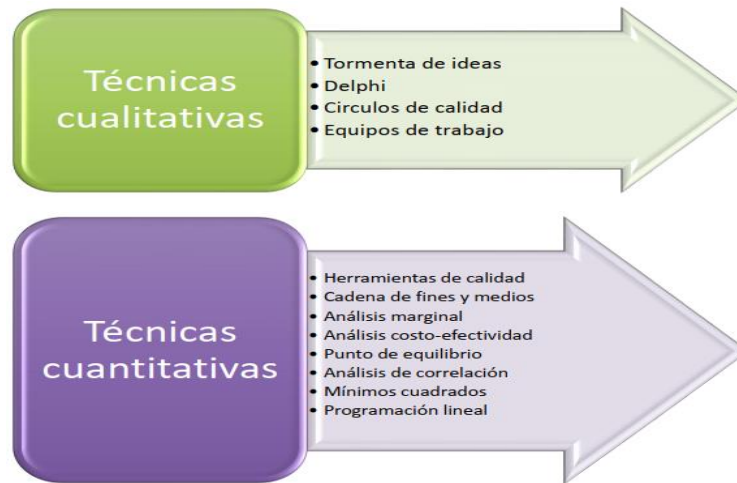 Técnicas
cualitativas
• Tormenta de ideas
• Delphi
• Circulos de calidad
• Equipos de trabajo
Técnicas
cuantitativas
• Herramientas de calidad
• Cadena de fines y medios
• Análisis marginal
• Análisis costo-efectividad
• Punto de equilibrio
• Análisis de correlación
• Mínimos cuadrados
• Programación lineal